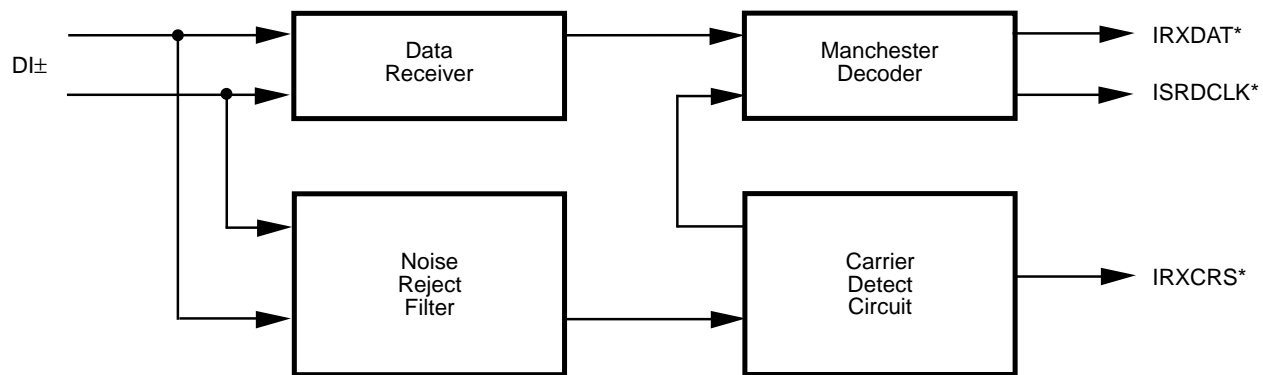 DI±
Data
Receiver
Manchester
Decoder
IRXDAT*
ISRDCLK*
Noise
Reject
Filter
Carrier
Detect
Circuit
IRXCRS*